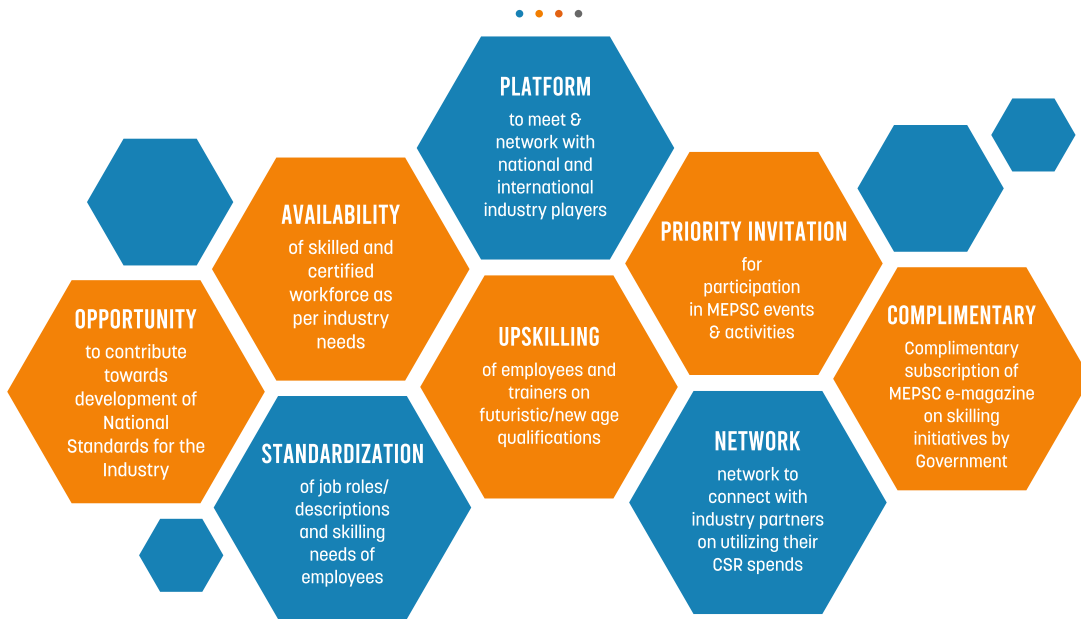 PLATFORM
to meet &
network with
national and
international
industry players
AVAILABILITY
of skilled and
certified
workforce as
per industry
needs
PRIORITY INVITATION
for
participation
in MEPSC events
& activities
OPPORTUNITY
to contribute
towards
development of
National
Standards for the
Industry
UPSKILLING
of employees and
trainers on
futuristic/new age
qualifications
COMPLIMENTARY
Complimentary
subscription of
MEPSC e-magazine
on skilling
initiatives by
Government
STANDARDIZATION
of job roles/
descriptions
and skilling
needs of
employees
NETWORK
network to
connect with
industry partners
on utilizing their
CSR spends